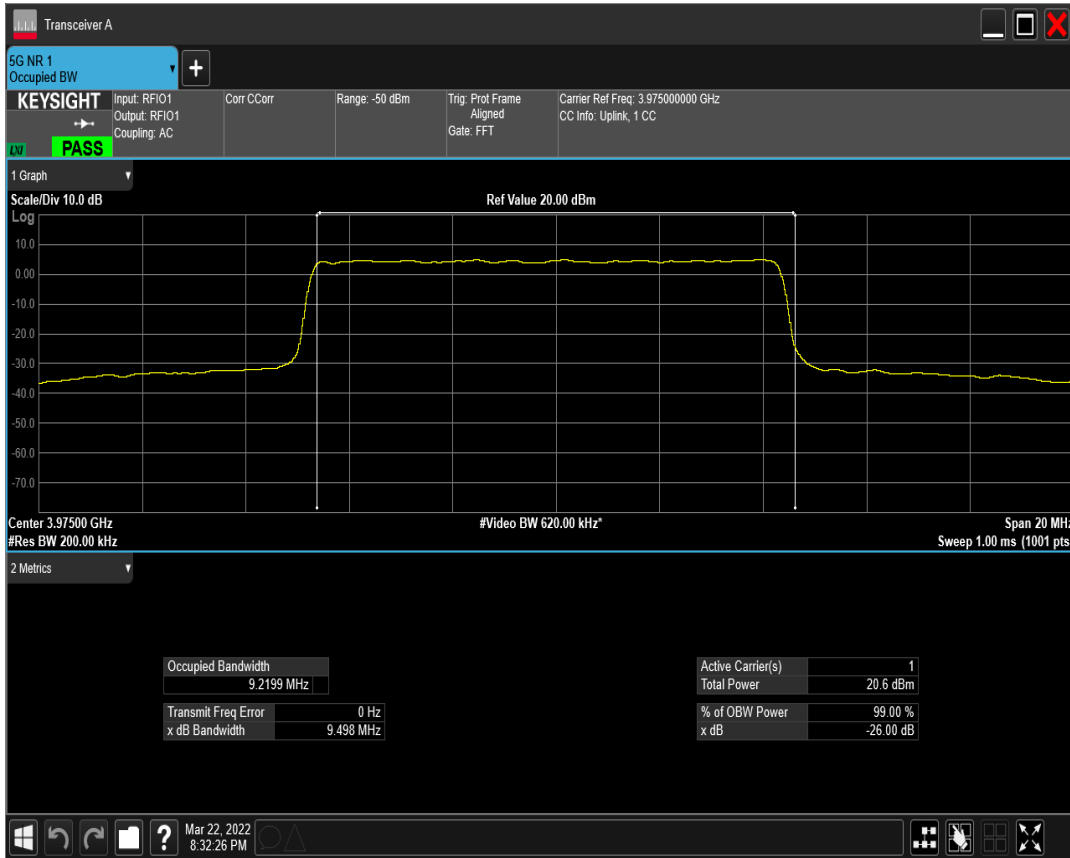 Transceiver A
5G NR 1
Occupied BW
KEYSIGHT
LXI
PASS
Input: RFIO1
Output: RFIO1
Coupling: AC
Corr CCorr
Range: -50 dBm
Trig: Prot Frame
Aligned
Gate: FFT
Carrier Ref Freq: 3.975000000 GHz
CC Info: Uplink, 1 CC
1 Graph
Scale/Div 10.0 dB
Ref Value 20.00 dBm
Log
10.0
0.00
-10.0
-20.0
-30.0
-40.0
-50.0
-60.0
-70.0
Center 3.97500 GHz
#Video BW 620.00 kHz*
Span 20 MHz
#Res BW 200.00 kHz
Sweep 1.00 ms (1001 pts
2 Metrics
Occupied Bandwidth
9.2199 MHz
Transmit Freq Error 0 Hz
x dB Bandwidth 9.498 MHz
Active Carrier(s) 1
Total Power 20.6 dBm
% of OBW Power 99.00 %
x dB -26.00 dB
?
Mar 22, 2022
8:32:26 PM